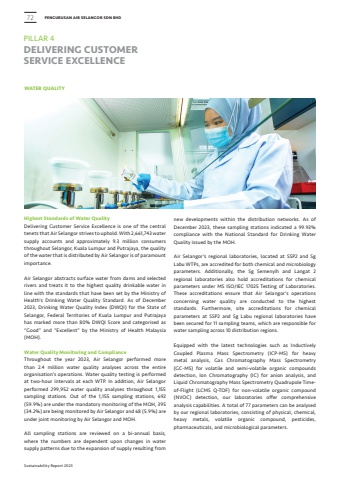 72
PENGURUSAN AIR SELANGOR SDN BHD
PILLAR 4
DELIVERING CUSTOMER
SERVICE EXCELLENCE
WATER QUALITY
Highest Standards of Water Quality
Delivering Customer Service Excellence is one of the central
tenets that Air Selangor strives to uphold. With 2,661,743 water
supply accounts and approximately 9.3 million consumers
throughout Selangor, Kuala Lumpur and Putrajaya, the quality
of the water that is distributed by Air Selangor is of paramount
importance.
Air Selangor abstracts surface water from dams and selected
rivers and treats it to the highest quality drinkable water in
line with the standards that have been set by the Ministry of
Health's Drinking Water Quality Standard. As of December
2023, Drinking Water Quality Index (DWQI) for the State of
Selangor, Federal Territories of Kuala Lumpur and Putrajaya
has marked more than 80% DWQI Score and categorised as
"Good" and "Excellent" by the Ministry of Health Malaysia
(MOH).
Water Quality Monitoring and Compliance
Throughout the year 2023, Air Selangor performed more
than 2.4 million water quality analyses across the entire
organisation's operations. Water quality testing is performed
at two-hour intervals at each WTP. In addition, Air Selangor
performed 299,952 water quality analyses throughout 1,155
sampling stations. Out of the 1,155 sampling stations, 692
(59.9%) are under the mandatory monitoring of the MOH, 395
(34.2%) are being monitored by Air Selangor and 68 (5.9%) are
under joint monitoring by Air Selangor and MOH.
All sampling stations are reviewed on a bi-annual basis,
where the numbers are dependent upon changes in water
supply patterns due to the expansion of supply resulting from
new developments within the distribution networks. As of
December 2023, these sampling stations indicated a 99.90%
compliance with the National Standard for Drinking Water
Quality issued by the MOH.
Air Selangor's regional laboratories, located at SSP2 and Sg
Labu WTPs, are accredited for both chemical and microbiology
parameters. Additionally, the Sg Semenyih and Langat 2
regional laboratories also hold accreditations for chemical
parameters under MS ISO/IEC 17025 Testing of Laboratories.
These accreditations ensure that Air Selangor's operations
concerning water quality are conducted to the highest
standards. Furthermore, site accreditations for chemical
parameters at SSP2 and Sg Labu regional laboratories have
been secured for 11 sampling teams, which are responsible for
water sampling across 10 distribution regions.
Equipped with the latest technologies such as Inductively
Coupled Plasma Mass Spectrometry (ICP-MS) for heavy
metal analysis, Gas Chromatography Mass Spectrometry
(GC-MS) for volatile and semi-volatile organic compounds
detection, Ion Chromatography (IC) for anion analysis, and
Liquid Chromatography Mass Spectrometry Quadrupole Time-
of-Flight (LCMS Q-TOF) for non-volatile organic compound
(NVOC) detection, our laboratories offer comprehensive
analysis capabilities. A total of 77 parameters can be analysed
by our regional laboratories, consisting of physical, chemical,
heavy metals, volatile organic compound, pesticides,
pharmaceuticals, and microbiological parameters.
Sustainability Report 2023